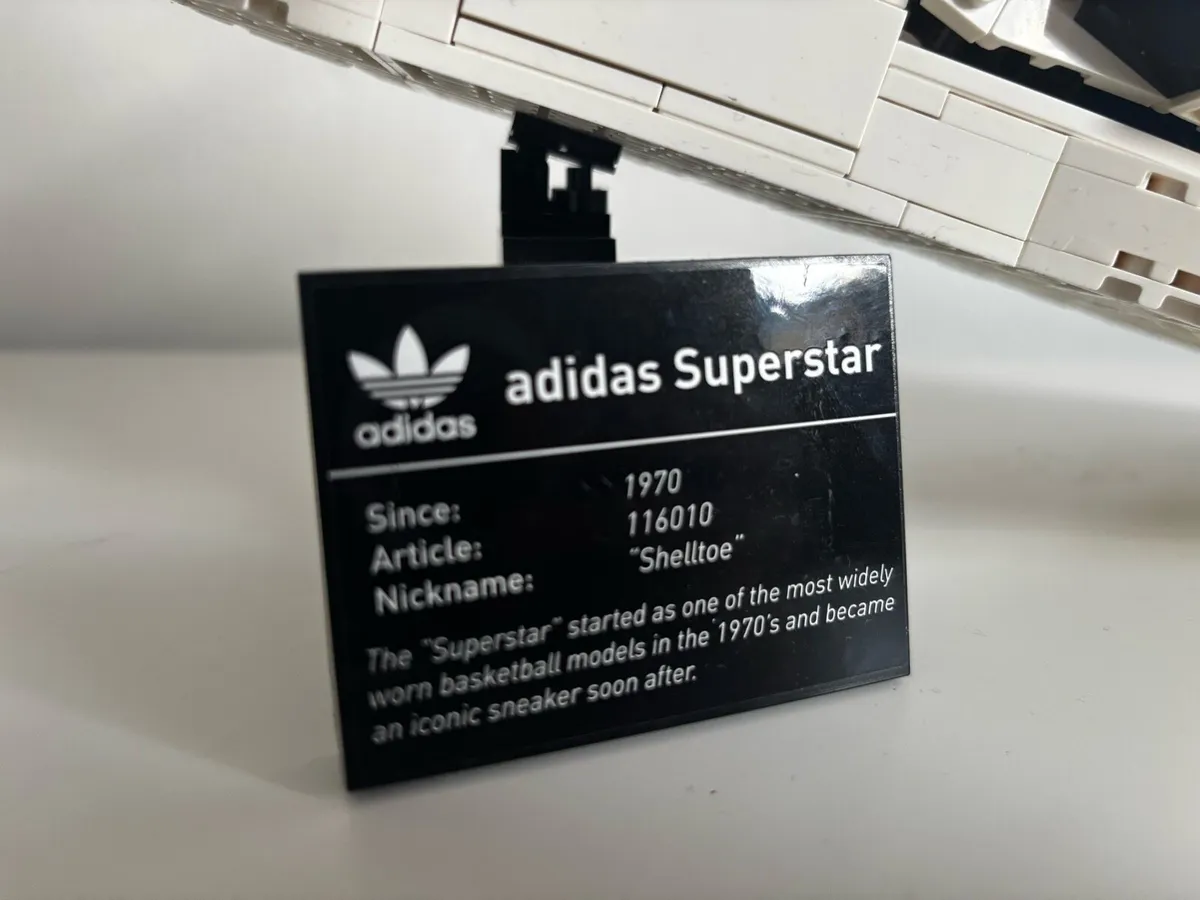 adidas
adidas Superstar
Since: 1970
Article: 116010
Nickname: "Shelltoe"
The "Superstar" started as one of the most widely
worn basketball models in the 1970's and became
an iconic sneaker soon after.